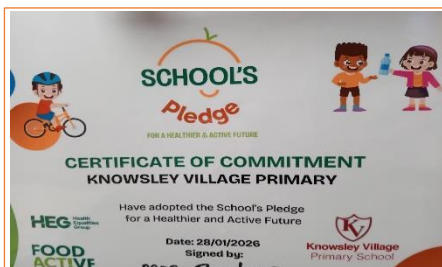 SCHOOL'S
Pledge
FOR A HEALTHIER & ACTIVE FUTURE
CERTIFICATE OF COMMITMENT
KNOWSLEY VILLAGE PRIMARY
Have adopted the School's Pledge
for a Healthier and Active Future
HEG Health Equalities Group
FOOD
ACTIVE
Date: 28/01/2026
Signed by:
Knowsley Village
Primary School